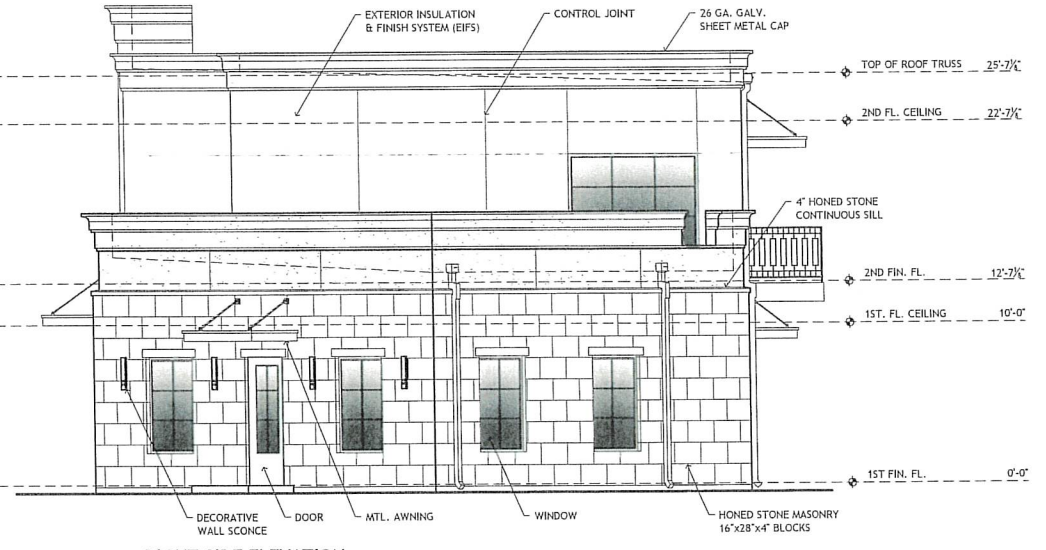 EXTERIOR INSULATION
& FINISH SYSTEM (EIFS)
CONTROL JOINT
26 GA. GALV.
SHEET METAL CAP
TOP OF ROOF TRUSS 25'-7¼"
2ND FL. CEILING 22'-7¼"
4" HONED STONE
CONTINUOUS SILL
2ND FIN. FL. 12'-7¼"
1ST. FL. CEILING 10'-0"
1ST FIN. FL. 0'-0"
DECORATIVE
WALL SCONCE
DOOR
MTL. AWNING
WINDOW
HONED STONE MASONRY
16"x28"x4" BLOCKS